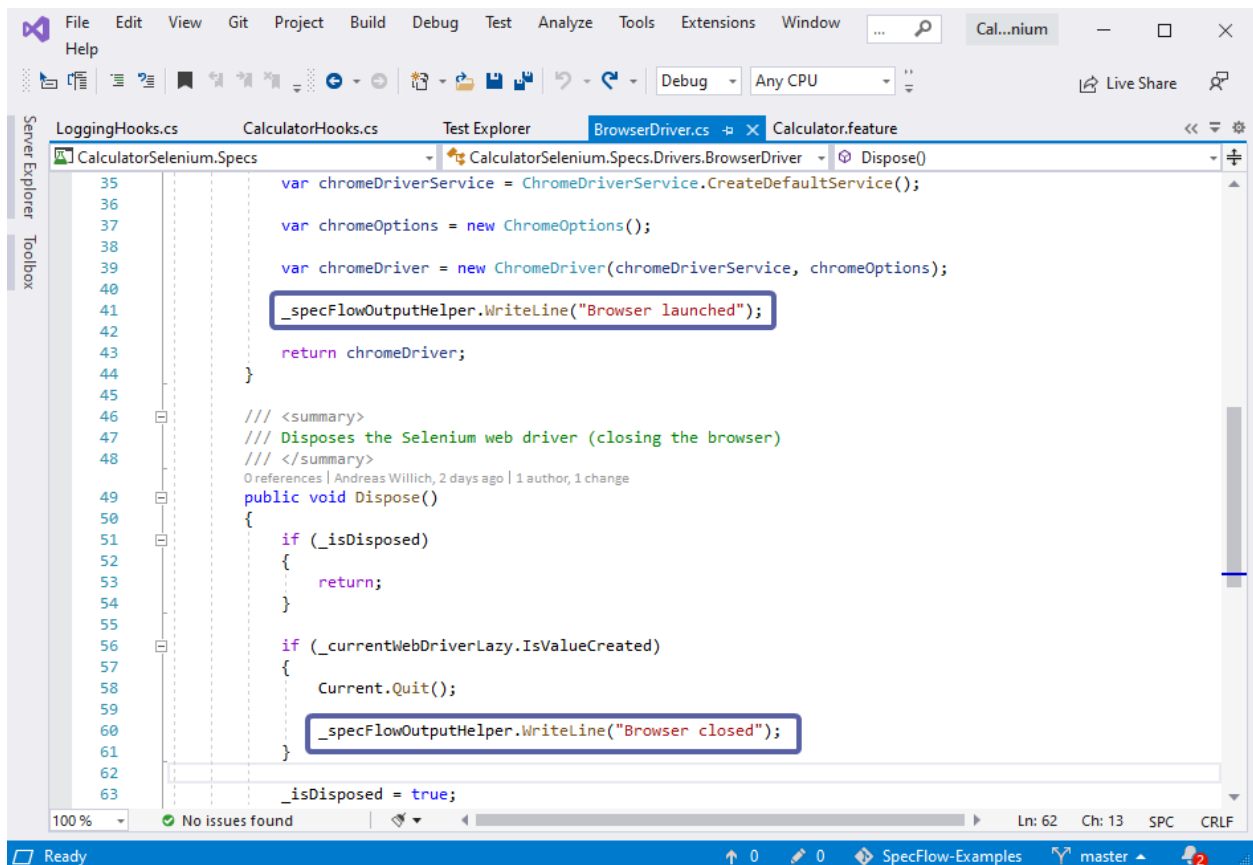 File Edit View Git Project Build Debug Test Analyze Tools Extensions Window ... Cal...nium
Help
Debug Any CPU Live Share
Server Explorer
Toolbox
LoggingHooks.cs CalculatorHooks.cs Test Explorer BrowserDriver.cs Calculator.feature
CalculatorSelenium.Specs CalculatorSelenium.Specs.Drivers.BrowserDriver Dispose()
35 var chromeDriverService = ChromeDriverService.CreateDefaultService();
36
37 var chromeOptions = new ChromeOptions();
38
39 var chromeDriver = new ChromeDriver(chromeDriverService, chromeOptions);
40
41 _specFlowOutputHelper.WriteLine("Browser launched");
42
43 return chromeDriver;
44 }
45
46 /// <summary>
47 /// Disposes the Selenium web driver (closing the browser)
48 /// </summary>
0 references | Andreas Willich, 2 days ago | 1 author, 1 change
49 public void Dispose()
50 {
51 if (_isDisposed)
52 {
53 return;
54 }
55
56 if (_currentWebDriverLazy.IsValueCreated)
57 {
58 Current.Quit();
59
60 _specFlowOutputHelper.WriteLine("Browser closed");
61 }
62
63 _isDisposed = true;
100 % No issues found Ln: 62 Ch: 13 SPC CRLF
Ready 0 0 SpecFlow-Examples master 2